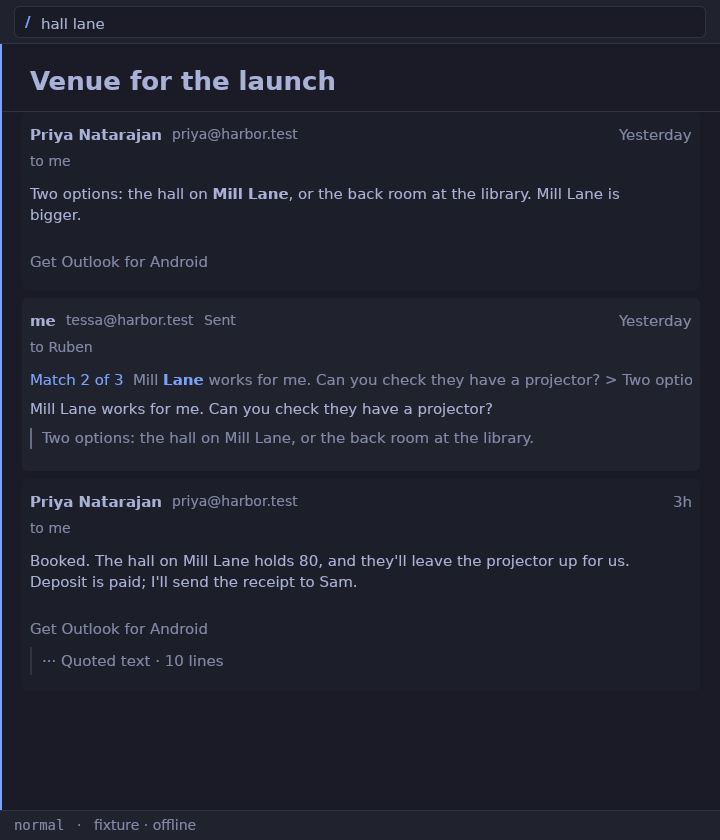 / hall lane
Venue for the launch
Priya Natarajan priya@harbor.test Yesterday
to me
Two options: the hall on Mill Lane, or the back room at the library. Mill Lane is
bigger.
Get Outlook for Android
me tessa@harbor.test Sent Yesterday
to Ruben
Match 2 of 3 Mill Lane works for me. Can you check they have a projector? > Two optio
Mill Lane works for me. Can you check they have a projector?
Two options: the hall on Mill Lane, or the back room at the library.
Priya Natarajan priya@harbor.test 3h
to me
Booked. The hall on Mill Lane holds 80, and they'll leave the projector up for us.
Deposit is paid; I'll send the receipt to Sam.
Get Outlook for Android
··· Quoted text · 10 lines
normal · fixture · offline